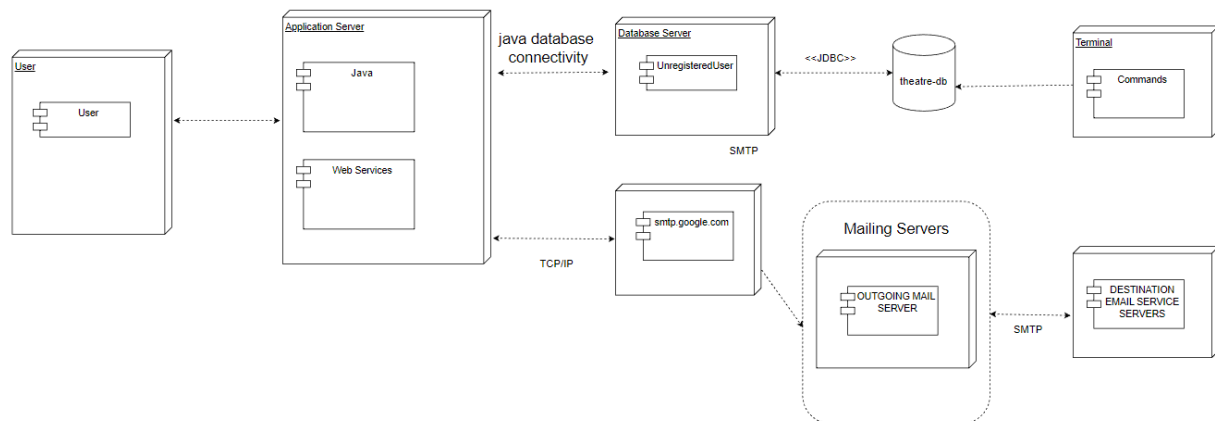 Application Server
java database
connectivity
Database Server
Terminal
User
Java
UnregisteredUser
<<JDBC>>
theatre-db
Commands
User
SMTP
Web Services
smtp.google.com
Mailing Servers
TCP/IP
OUTGOING MAIL
SERVER
SMTP
DESTINATION
EMAIL SERVICE
SERVERS